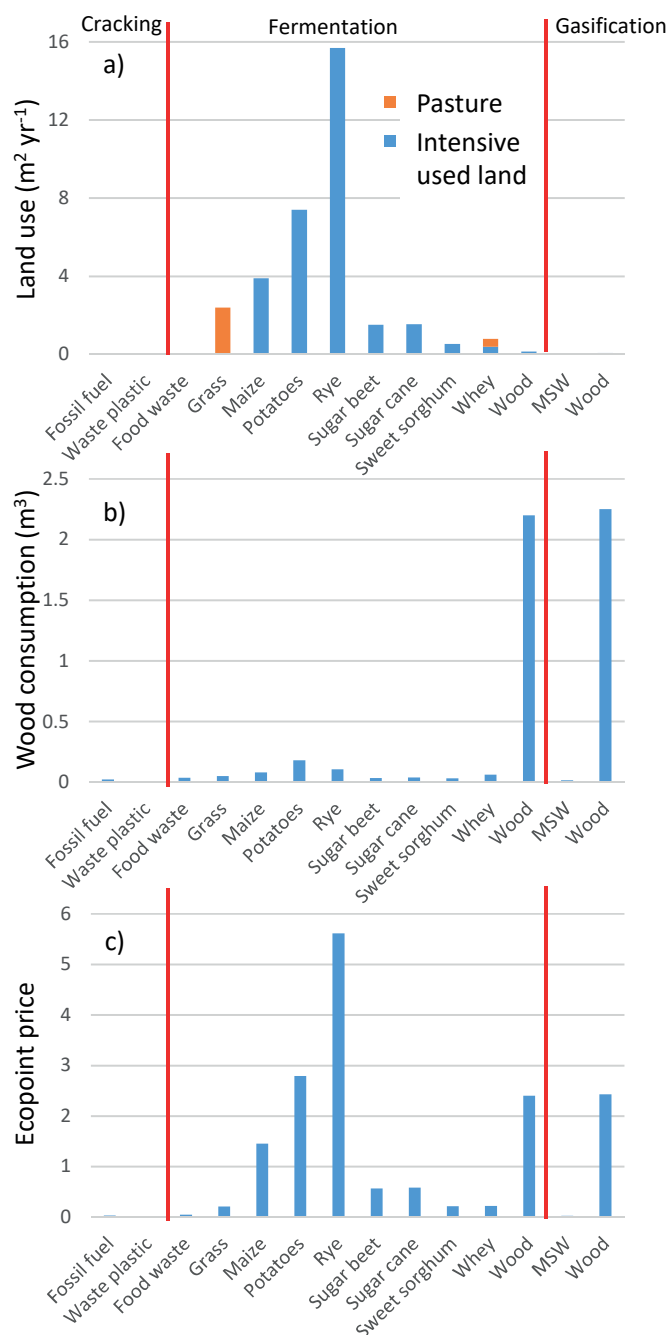 Cracking Fermentation Gasification
a)
Land use (m² yr⁻¹)
16
12
8
4
0
Pasture
Intensive
used land
Fossil fuel
Waste plastic
Food waste
Grass
Maize
Potatoes
Rye
Sugar beet
Sugar cane
Sweet sorghum
Whey
Wood
MSW
Wood
b)
Wood consumption (m³)
2.5
2
1.5
1
0.5
0
Fossil fuel
Waste plastic
Food waste
Grass
Maize
Potatoes
Rye
Sugar beet
Sugar cane
Sweet sorghum
Whey
Wood
MSW
Wood
c)
Ecopoint price
6
5
4
3
2
1
0
Fossil fuel
Waste plastic
Food waste
Grass
Maize
Potatoes
Rye
Sugar beet
Sugar cane
Sweet sorghum
Whey
Wood
MSW
Wood